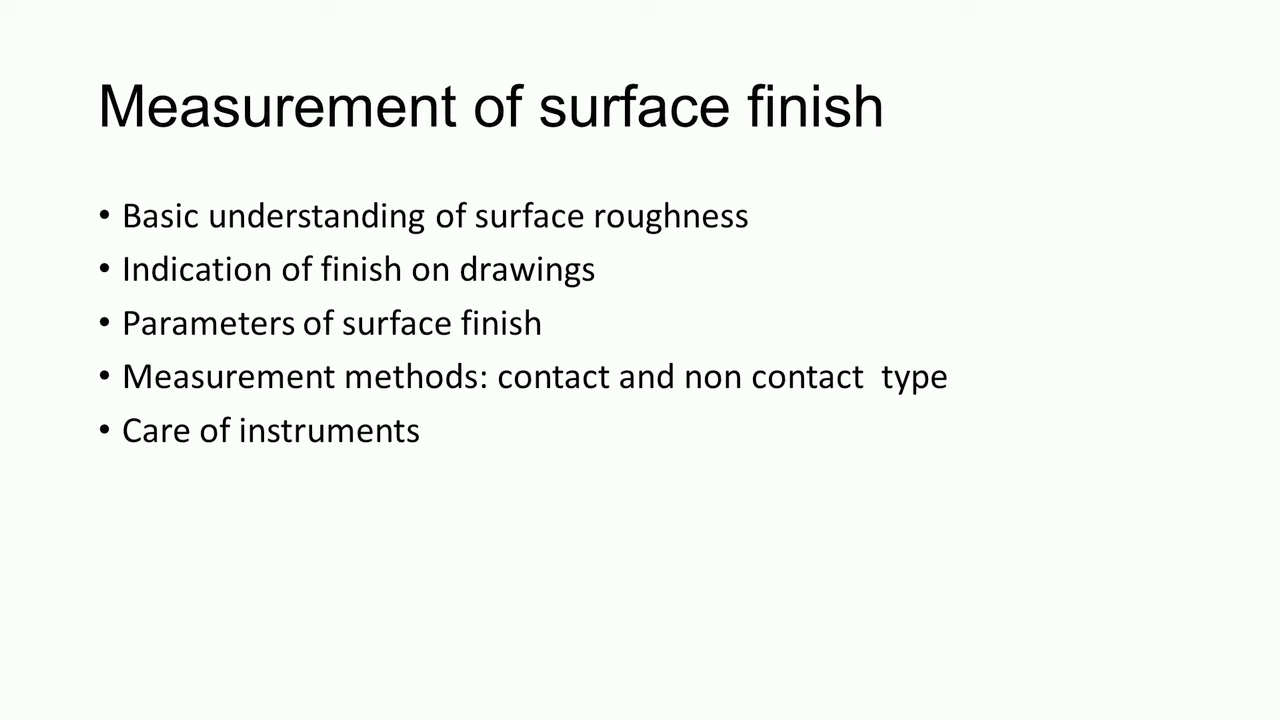 Measurement of surface finish
• Basic understanding of surface roughness
• Indication of finish on drawings
• Parameters of surface finish
• Measurement methods: contact and non contact  type
• Care of instruments